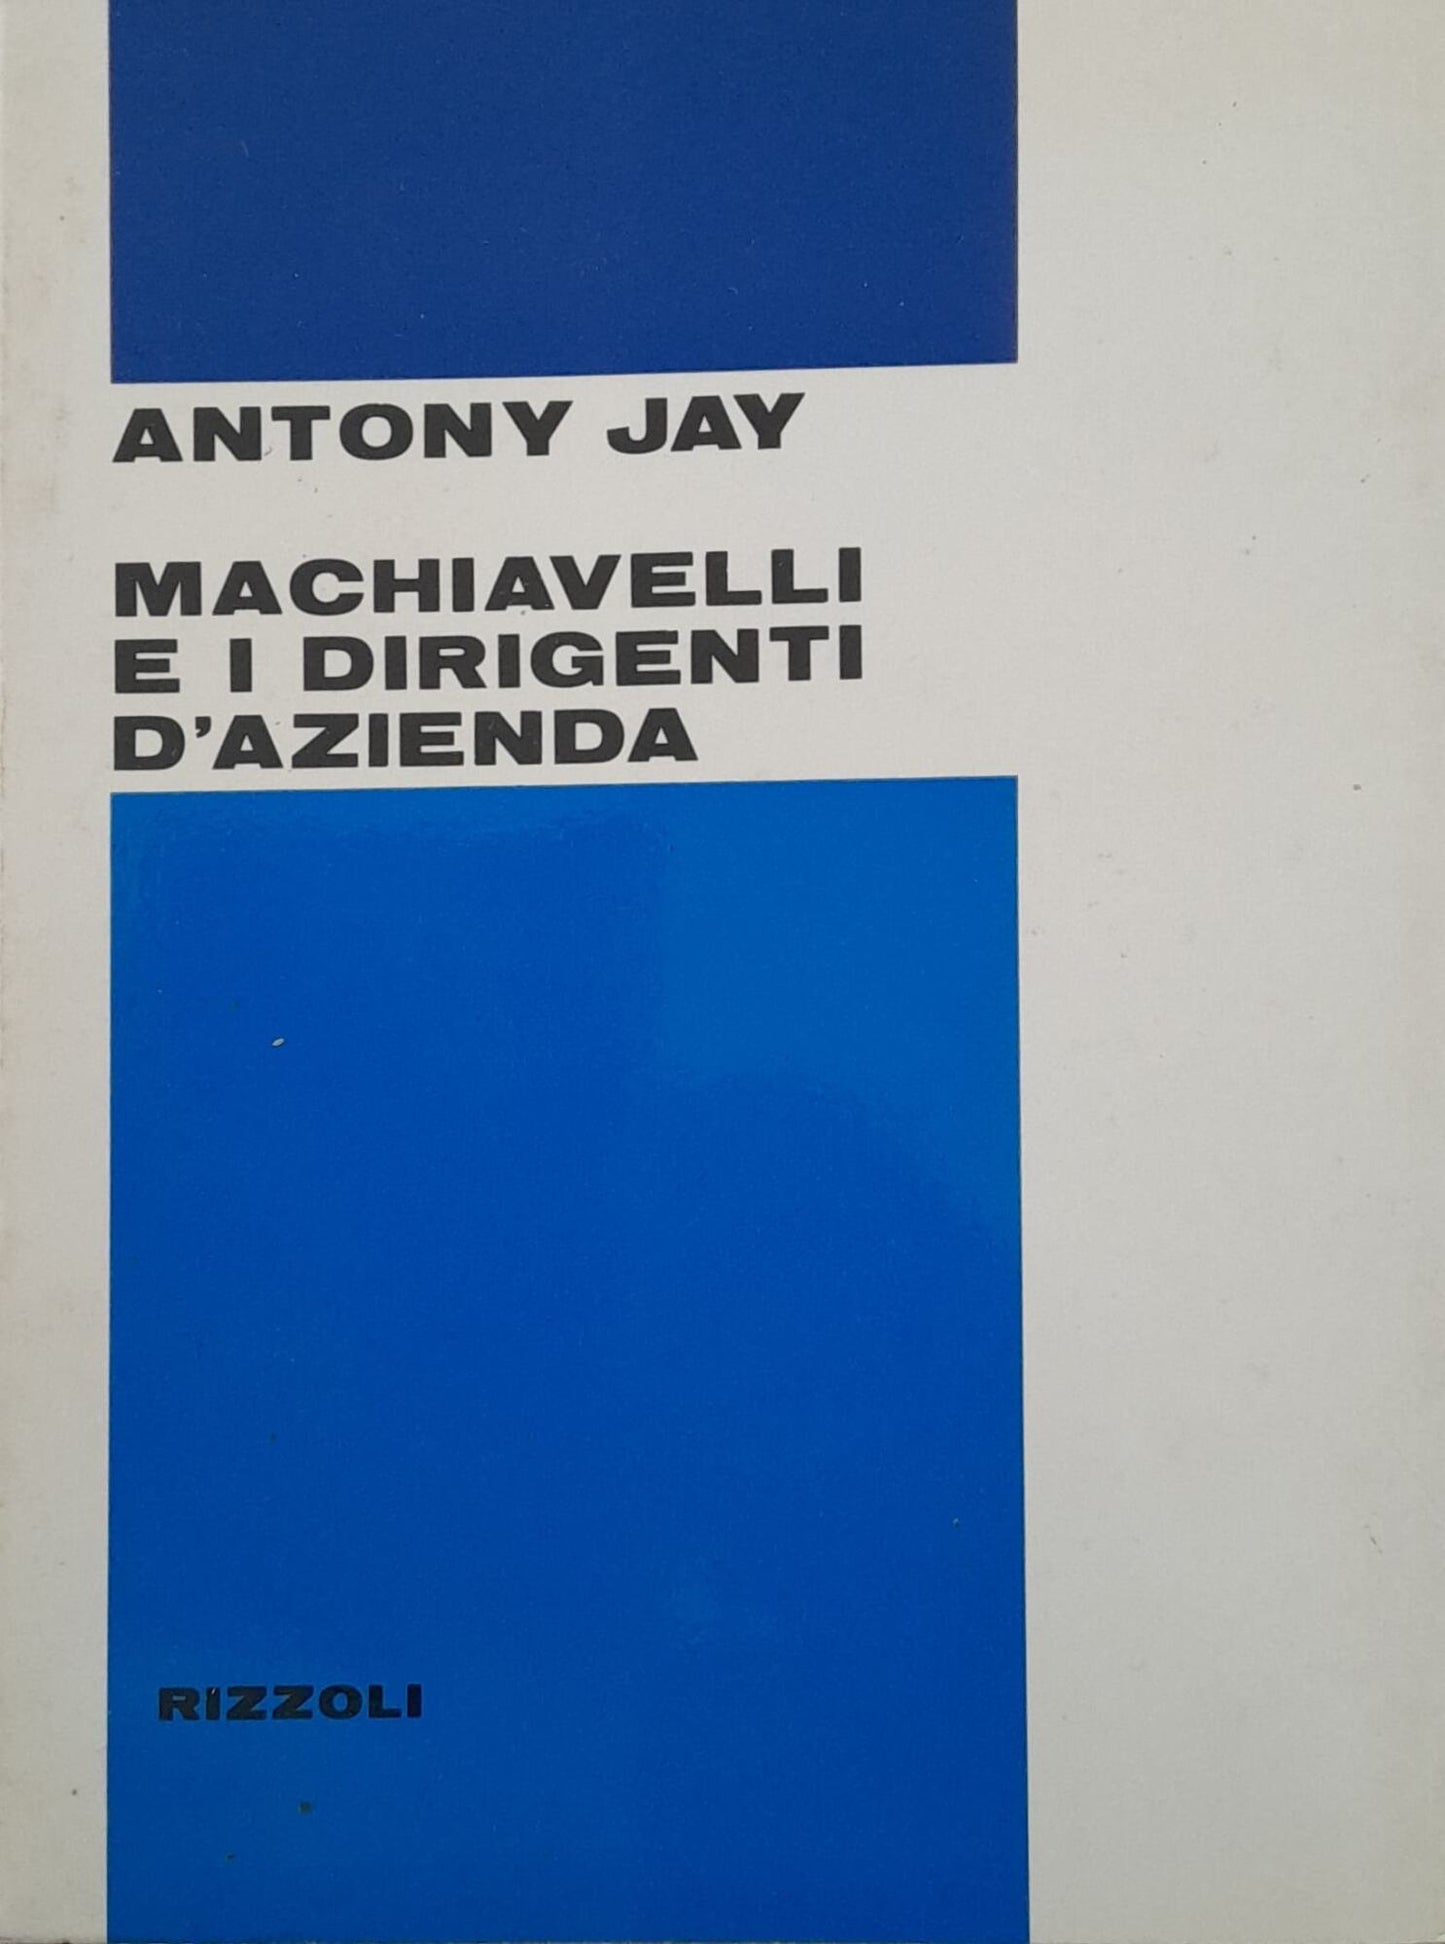 ANTONY JAY
MACHIAVELLI
E I DIRIGENTI
D'AZIENDA
RIZZOLI